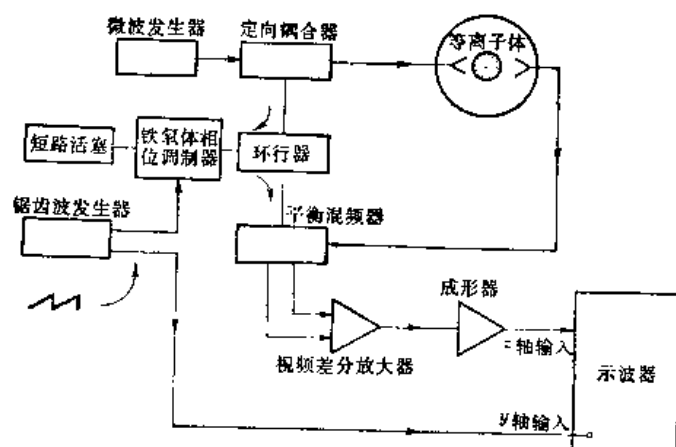 微波发生器
定向耦合器
等离子体
短路活塞
铁氧体相
位调制器
环行器
锯齿波发生器
平衡混频器
成形器
视频差分放大器
轴输入
示波器
y轴输入